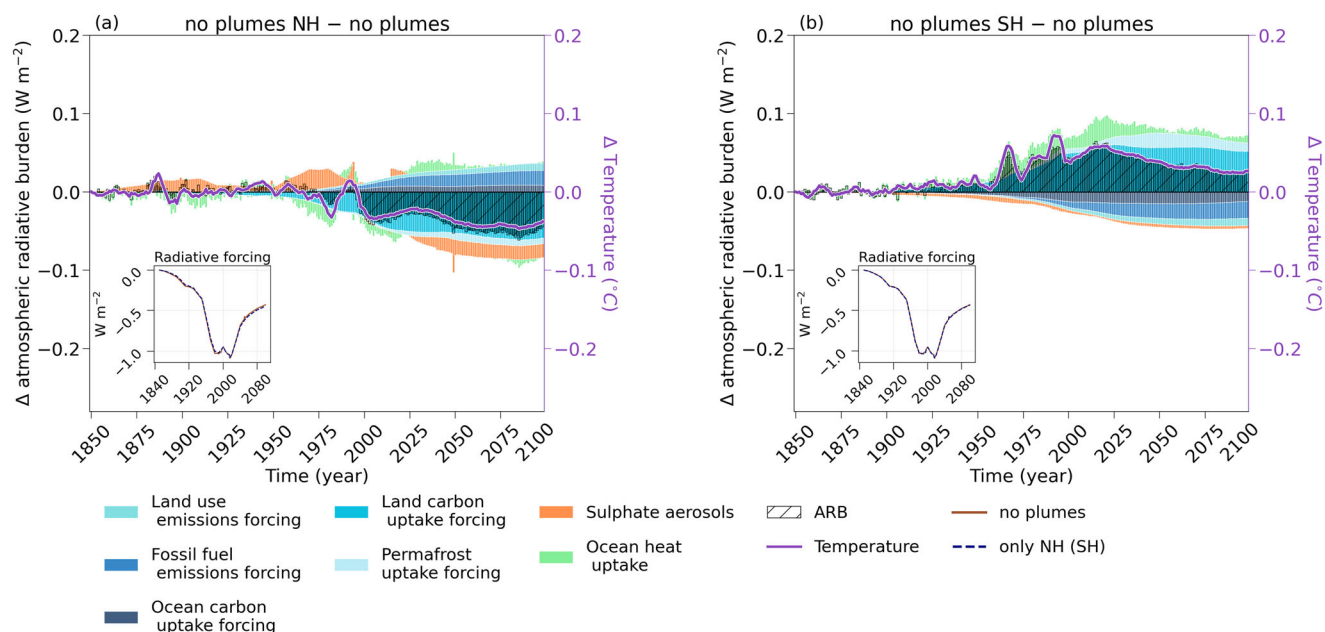 (a) no plumes NH − no plumes
0.2
0.1
0.0
−0.1
−0.2
Δ atmospheric radiative burden (W m⁻²)
0.2
0.1
0.0
−0.1
−0.2
Δ Temperature (°C)
Radiative forcing
0.0
−0.5
−1.0
W m⁻²
1840
1920
2000
2080
1850
1875
1900
1925
1950
1975
2000
2025
2050
2075
2100
Time (year)
(b) no plumes SH − no plumes
0.2
0.1
0.0
−0.1
−0.2
Δ atmospheric radiative burden (W m⁻²)
0.2
0.1
0.0
−0.1
−0.2
Δ Temperature (°C)
Radiative forcing
0.0
−0.5
−1.0
W m⁻²
1840
1920
2000
2080
1850
1875
1900
1925
1950
1975
2000
2025
2050
2075
2100
Time (year)
Land use
emissions forcing
Fossil fuel
emissions forcing
Ocean carbon
uptake forcing
Land carbon
uptake forcing
Permafrost
uptake forcing
Sulphate aerosols
Ocean heat
uptake
ARB
Temperature
no plumes
only NH (SH)